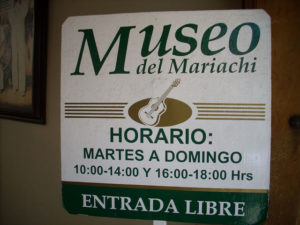 Museo
del Mariachi
HORARIO:
MARTES A DOMINGO
10:00-14:00 Y 16:00-18:00 Hrs
ENTRADA LIBRE